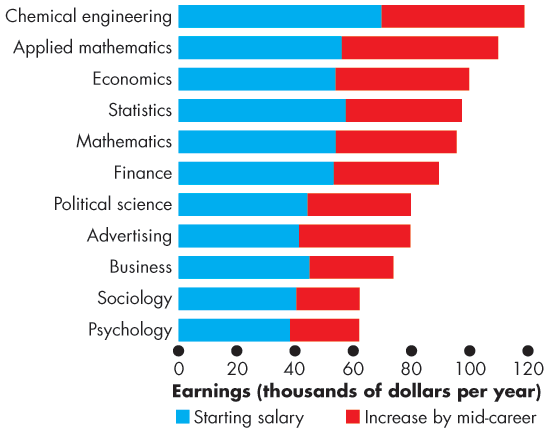 Chemical engineering
Applied mathematics
Economics
Statistics
Mathematics
Finance
Political science
Advertising
Business
Sociology
Psychology
0 20 40 60 80 100 120
Earnings (thousands of dollars per year)
Starting salary Increase by mid-career